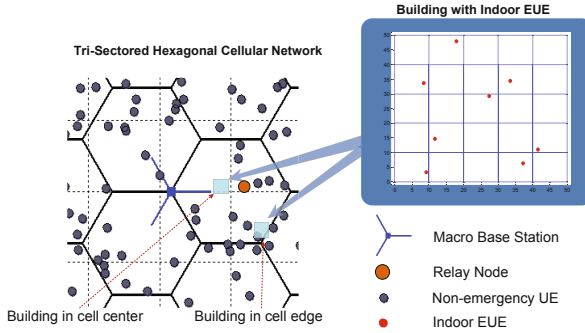 Building with Indoor EUE
Tri-Sectored Hexagonal Cellular Network
50
45
40
35
30
25
20
15
10
5
0
0 5 10 15 20 25 30 35 40 45 50
Macro Base Station
Relay Node
Non-emergency UE
Indoor EUE
Building in cell center
Building in cell edge